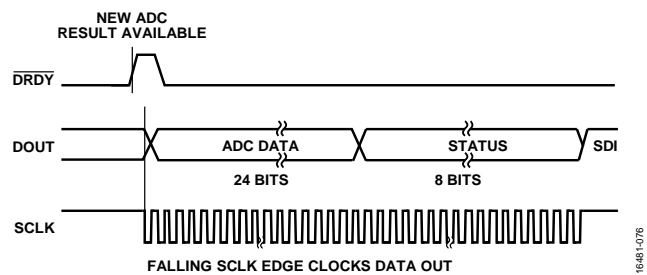 NEW ADC
RESULT AVAILABLE
DRDY
DOUT
ADC DATA
STATUS
SDI
24 BITS
8 BITS
SCLK
FALLING SCLK EDGE CLOCKS DATA OUT
16481-076